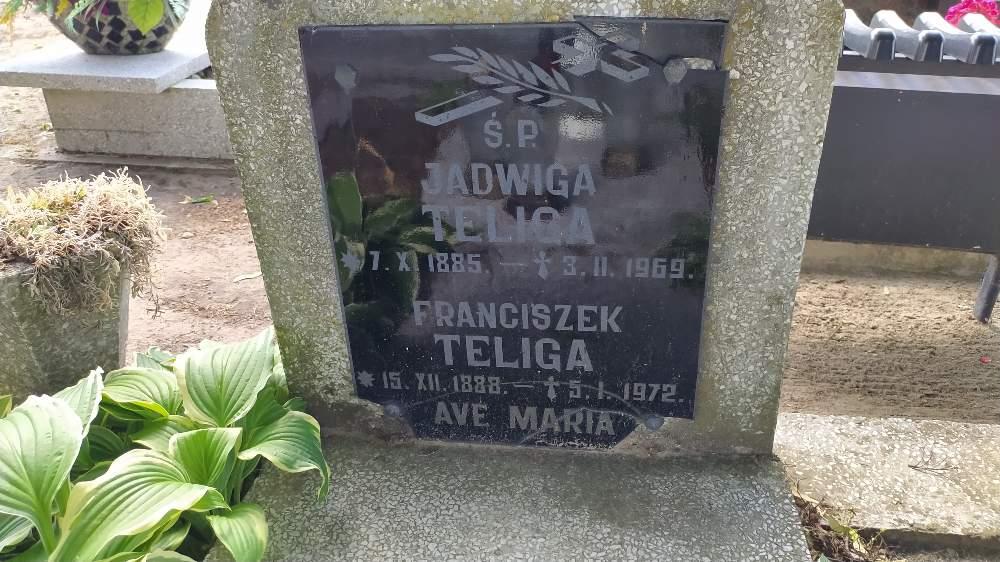 Ś.P.
JADWIGA
TELIGA
* 7. X. 1885. — ✝ 3. II. 1969.
FRANCISZEK
TELIGA
* 15. XII. 1888. — ✝ 5. I. 1972.
AVE MARIA